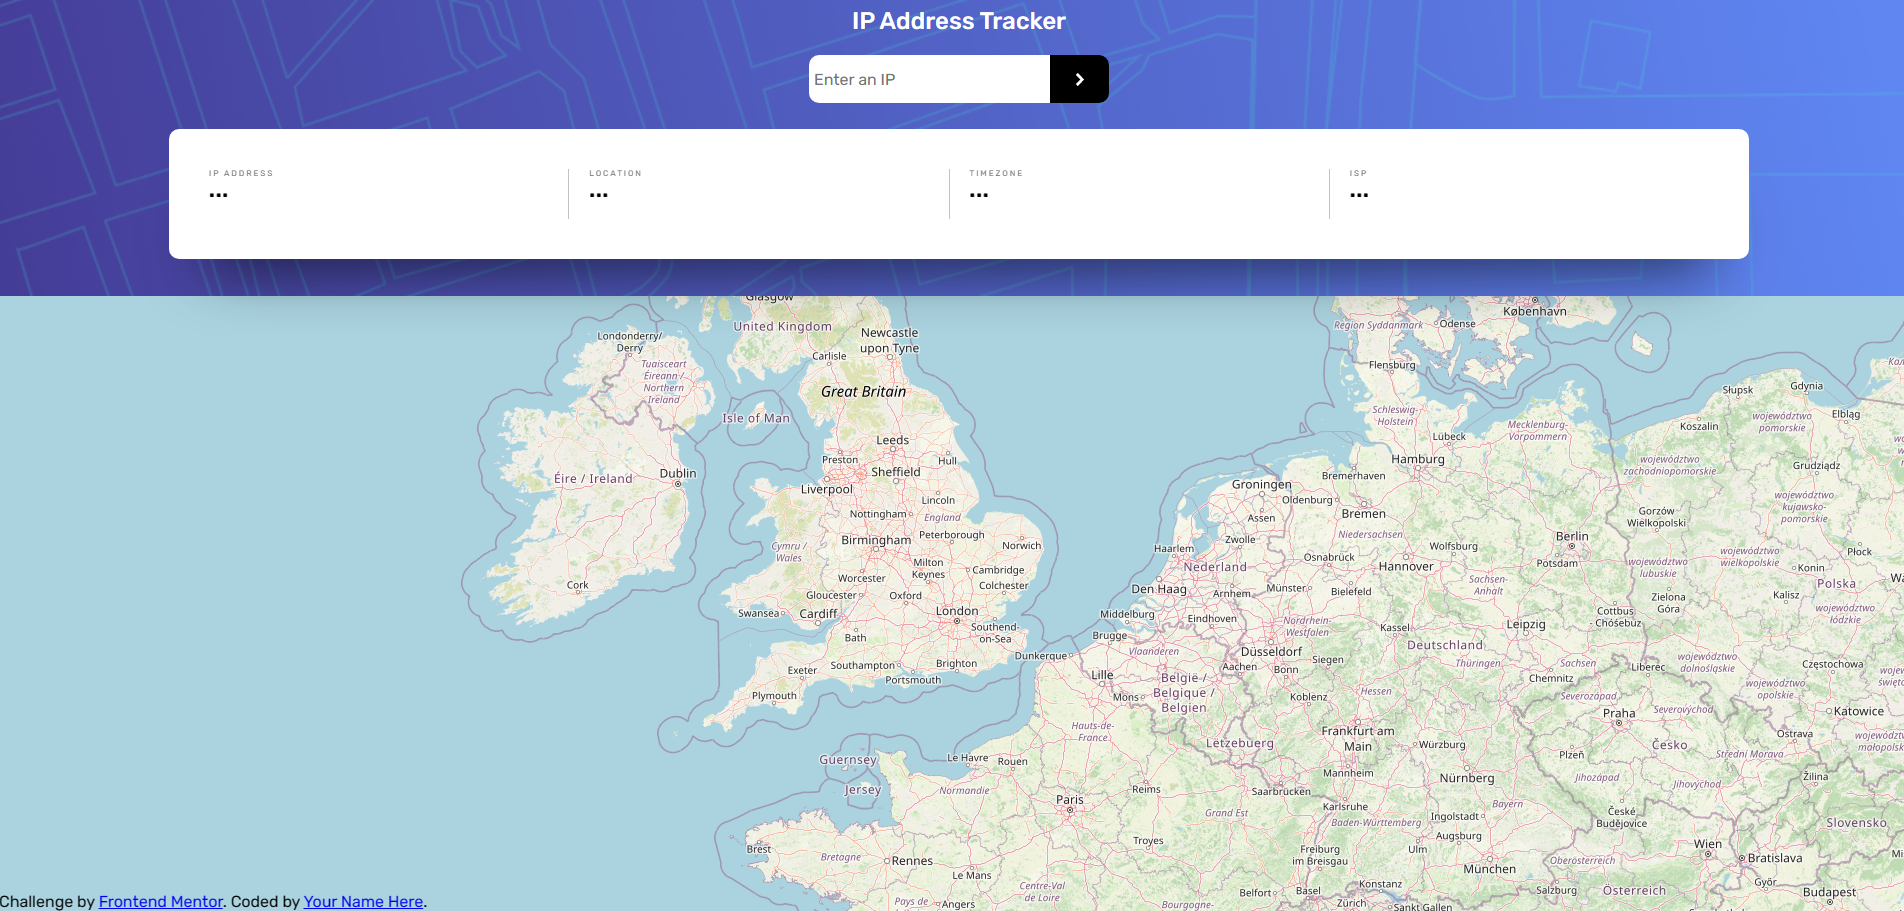 IP Address Tracker
Enter an IP
IP ADDRESS
...
LOCATION
...
TIMEZONE
...
ISP
...
Glasgow
United Kingdom
Newcastle
upon Tyne
Londonderry/
Derry
Carlisle
Tuaisceart
Éireann /
Northern
Ireland
Great Britain
Isle of Man
Leeds
Preston
Hull
Sheffield
Dublin
Éire / Ireland
Liverpool
Lincoln
Nottingham
England
Birmingham
Peterborough
Norwich
Cymru /
Wales
Milton
Keynes
Cambridge
Worcester
Colchester
Gloucester
Oxford
Cork
Swansea
Cardiff
London
Southend-
on-Sea
Bath
Exeter
Southampton
Brighton
Portsmouth
Plymouth
Guernsey
Jersey
København
Region Syddanmark
Odense
Flensburg
Schleswig-
Holstein
Lübeck
Mecklenburg-
Vorpommern
Hamburg
Słupsk
Gdynia
Elbląg
Koszalin
województwo
pomorskie
województwo
zachodniopomorskie
Grudziądz
Bremerhaven
Groningen
Oldenburg
Bremen
Assen
Niedersachsen
Gorzów
Wielkopolski
województwo
kujawsko-
pomorskie
Berlin
Haarlem
Zwolle
Osnabrück
Wolfsburg
Potsdam
Hannover
województwo
wielkopolskie
Płock
Nederland
województwo
lubuskie
Konin
Polska
Den Haag
Arnhem
Münster
Bielefeld
Sachsen-
Anhalt
Zielona
Góra
Kalisz
Middelburg
Eindhoven
Nordrhein-
Westfalen
Kassel
Leipzig
Cottbus
- Chóśebuz
województwo
łódzkie
Brugge
Dunkerque
Vlaanderen
Düsseldorf
Aachen
Bonn
Siegen
Deutschland
Thüringen
Sachsen
Liberec
województwo
dolnośląskie
Częstochowa
Lille
Mons
België /
Belgique /
Belgien
Koblenz
Hessen
Chemnitz
Severozápad
Severovýchod
województwo
opolskie
Katowice
Hauts-de-
France
Praha
Frankfurt am
Main
Würzburg
Letzebuerg
Plzeň
Česko
Střední Morava
Ostrava
Le Havre
Rouen
Mannheim
Nürnberg
Jihozápad
Jihovýchod
Žilina
Normandie
Reims
Saarbrücken
Paris
Grand Est
Karlsruhe
Baden-Württemberg
Bayern
Ingolstadt
České
Budějovice
Slovensko
Troyes
Augsburg
Brest
Bretagne
Rennes
Freiburg
im Breisgau
Ulm
München
Oberösterreich
Wien
Bratislava
Le Mans
Centre-Val
de Loire
Belfort
Basel
Konstanz
Salzburg
Österreich
Győr
Budapest
Pays de
Angers
Bourgogne-
Zürich
Sankt Gallen
Challenge by Frontend Mentor. Coded by Your Name Here.